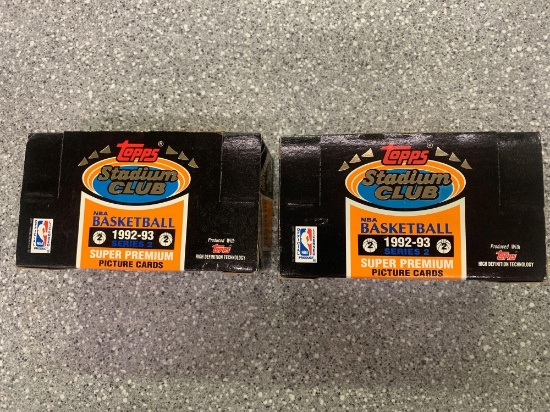 Topps®
Stadium
CLUB
NBA
BASKETBALL
2 1992-93 2
SERIES 2
SUPER PREMIUM
PICTURE CARDS
Produced With
Topps
HIGH DEFINITION TECHNOLOGY
Topps®
Stadium
CLUB
NBA
BASKETBALL
2 1992-93 2
SERIES 2
SUPER PREMIUM
PICTURE CARDS
Produced With
Topps
HIGH DEFINITION TECHNOLOGY